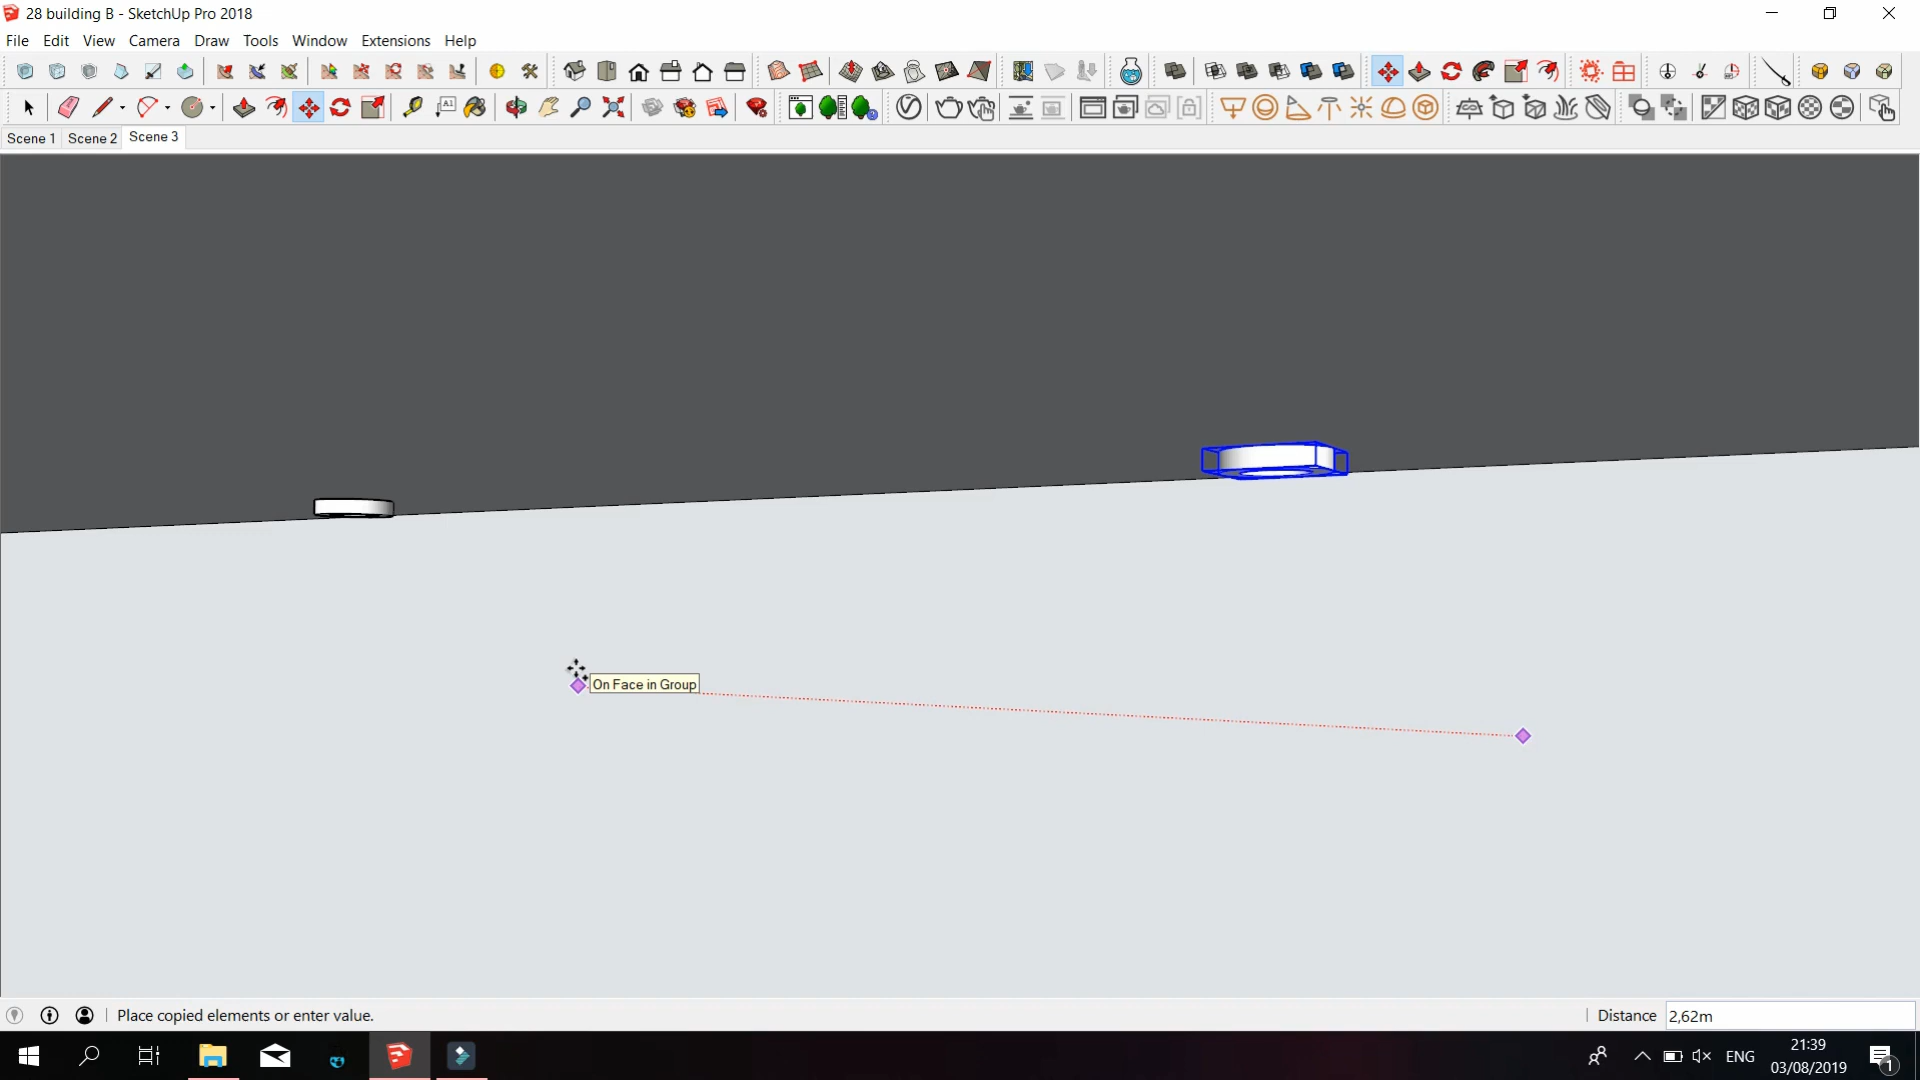 28 building B - SketchUp Pro 2018
File Edit View Camera Draw Tools Window Extensions Help
A1
Scene 1 Scene 2 Scene 3
On Face in Group
Place copied elements or enter value.
Distance 2,62m
ENG
21:39
03/08/2019
1